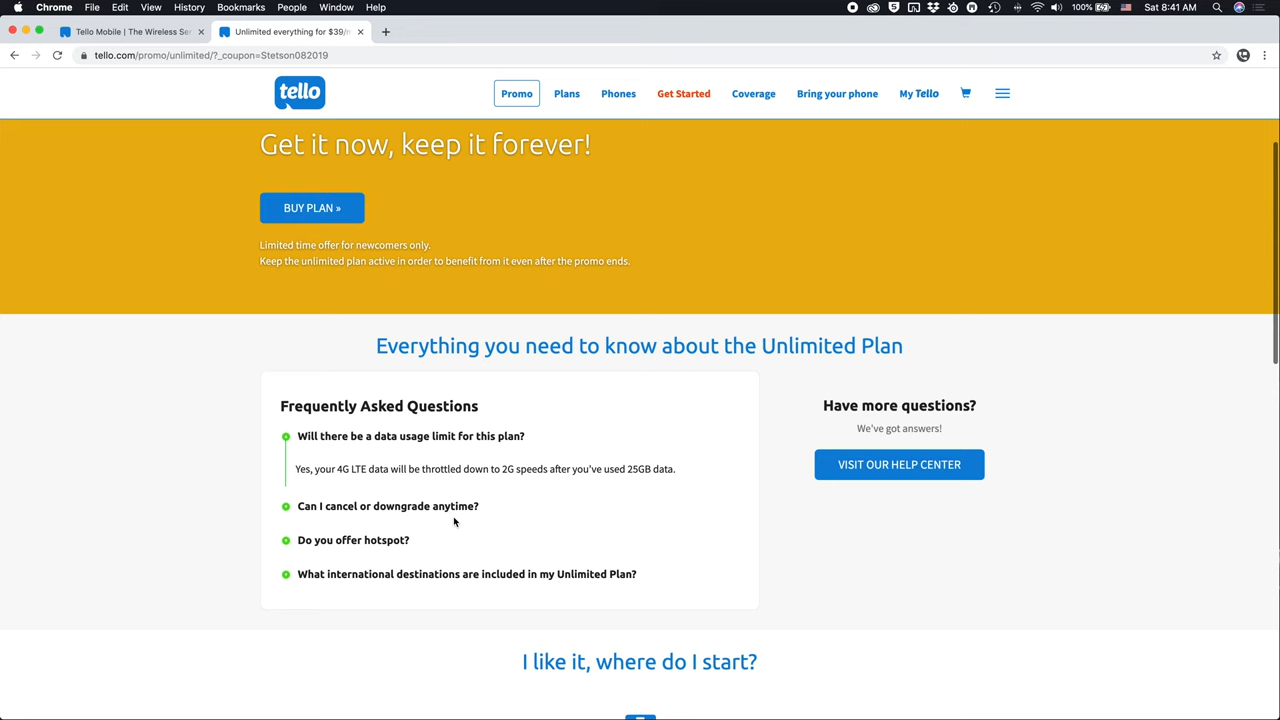 Chrome File Edit View History Bookmarks People Window Help 100% Sat 8:41 AM
Tello Mobile | The Wireless Ser
Unlimited everything for $39/m
tello.com/promo/unlimited/?_coupon=Stetson082019
tello Promo Plans Phones Get Started Coverage Bring your phone My Tello
Get it now, keep it forever!
BUY PLAN »
Limited time offer for newcomers only.
Keep the unlimited plan active in order to benefit from it even after the promo ends.
Everything you need to know about the Unlimited Plan
Frequently Asked Questions
Will there be a data usage limit for this plan?
Yes, your 4G LTE data will be throttled down to 2G speeds after you've used 25GB data.
Can I cancel or downgrade anytime?
Do you offer hotspot?
What international destinations are included in my Unlimited Plan?
Have more questions?
We've got answers!
VISIT OUR HELP CENTER
I like it, where do I start?